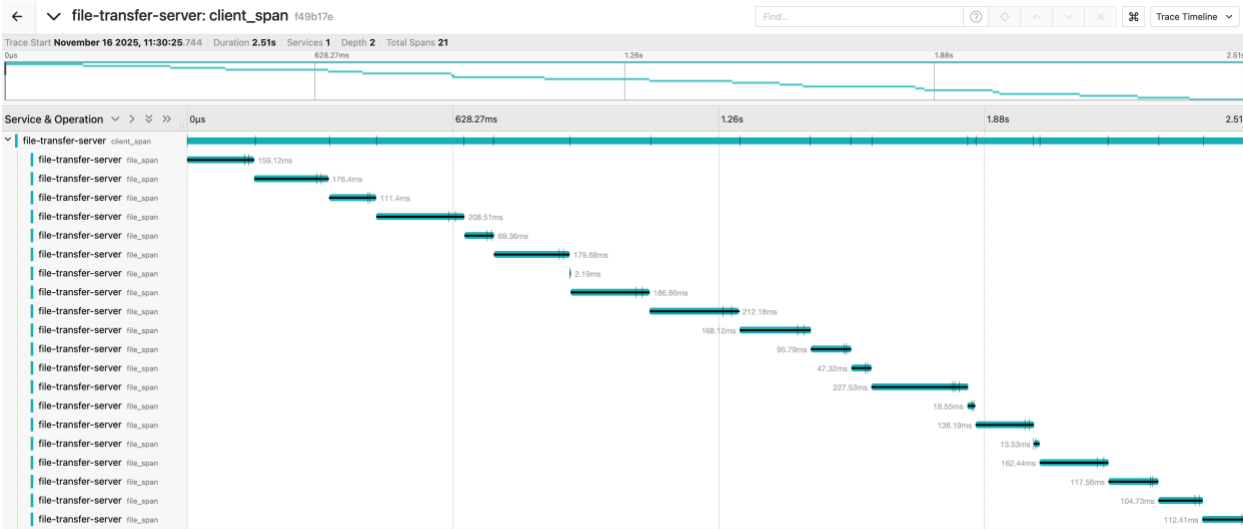 file-transfer-server: client_span f49b17e Find... Trace Timeline
Trace Start November 16 2025, 11:30:25.744 Duration 2.51s Services 1 Depth 2 Total Spans 21
0µs 628.27ms 1.26s 1.88s 2.51s
Service & Operation 0µs 628.27ms 1.26s 1.88s 2.51
file-transfer-server client_span
file-transfer-server file_span 159.12ms
file-transfer-server file_span 176.4ms
file-transfer-server file_span 111.4ms
file-transfer-server file_span 208.51ms
file-transfer-server file_span 69.36ms
file-transfer-server file_span 179.68ms
file-transfer-server file_span 2.19ms
file-transfer-server file_span 186.86ms
file-transfer-server file_span 212.18ms
file-transfer-server file_span 168.12ms
file-transfer-server file_span 95.79ms
file-transfer-server file_span 47.32ms
file-transfer-server file_span 227.53ms
file-transfer-server file_span 18.55ms
file-transfer-server file_span 138.19ms
file-transfer-server file_span 13.53ms
file-transfer-server file_span 162.44ms
file-transfer-server file_span 117.56ms
file-transfer-server file_span 104.73ms
file-transfer-server file_span 112.41ms